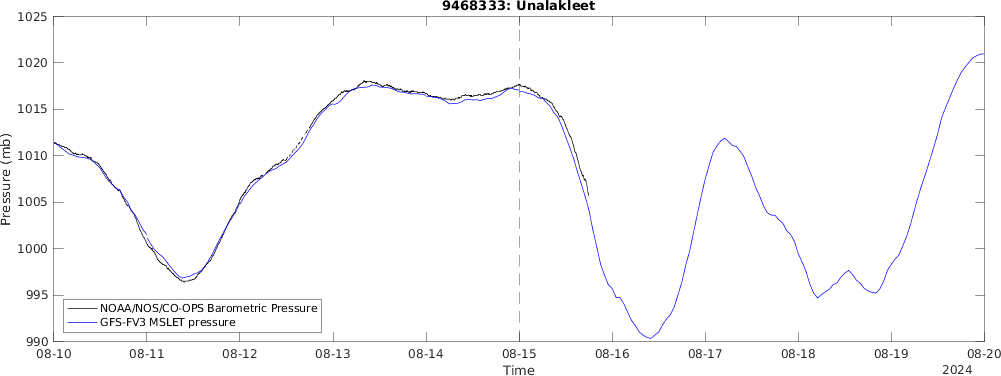 9468333: Unalakleet
1025
1020
1015
1010
1005
1000
995
990
Pressure (mb)
NOAA/NOS/CO-OPS Barometric Pressure
GFS-FV3 MSLET pressure
08-10 08-11 08-12 08-13 08-14 08-15 08-16 08-17 08-18 08-19 08-20
Time
2024